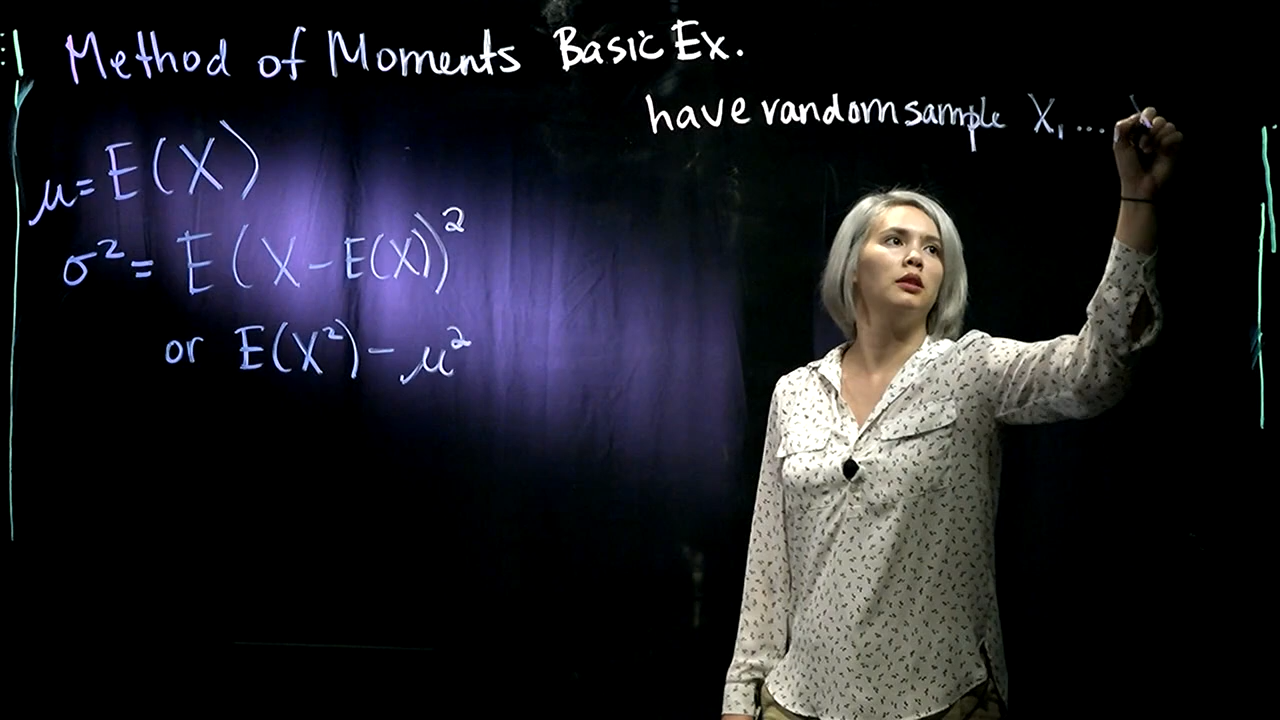 Method of Moments Basic Ex.
have random sample X₁, ...
μ = E(X)
σ² = E(X - E(X))²
or E(X²) - μ²